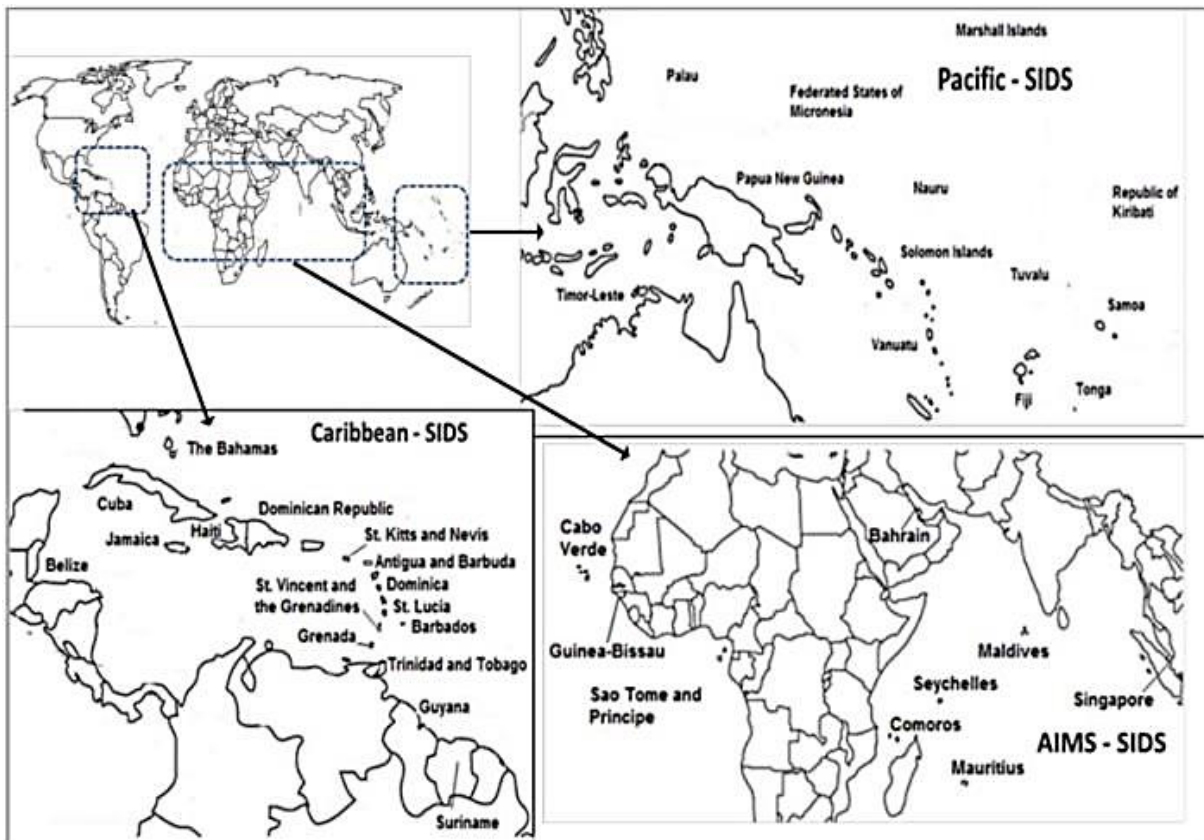 Marshall Islands
Pacific - SIDS
Palau
Federated States of
Micronesia
Papua New Guinea
Nauru
Republic of
Kiribati
Solomon Islands
Tuvalu
Timor-Leste
Samoa
Vanuatu
Fiji
Tonga
Caribbean - SIDS
The Bahamas
Cuba
Dominican Republic
Haiti
Jamaica
St. Kitts and Nevis
Belize
Antigua and Barbuda
St. Vincent and
the Grenadines
Dominica
St. Lucia
Barbados
Grenada
Trinidad and Tobago
Guyana
Suriname
Cabo
Verde
Bahrain
Guinea-Bissau
Maldives
Sao Tome and
Principe
Seychelles
Singapore
Comoros
AIMS - SIDS
Mauritius